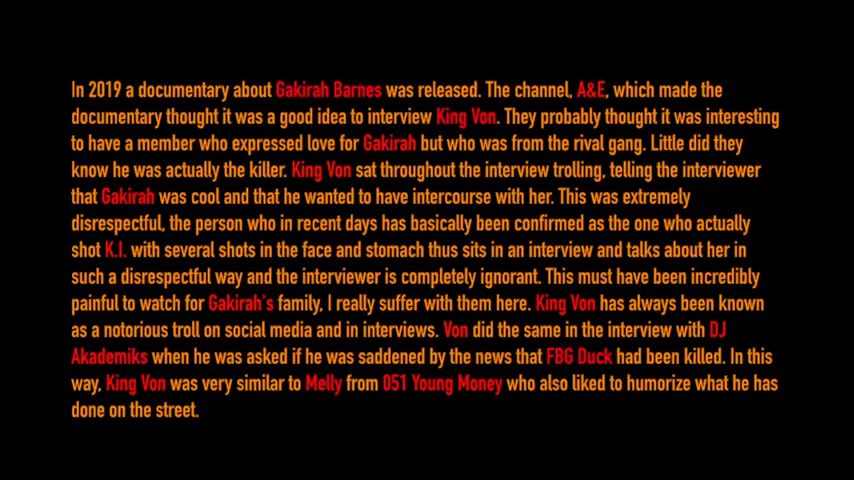 In 2019 a documentary about Gakirah Barnes was released. The channel, A&E, which made the
documentary thought it was a good idea to interview King Von. They probably thought it was interesting
to have a member who expressed love for Gakirah but who was from the rival gang. Little did they
know he was actually the killer. King Von sat throughout the interview trolling, telling the interviewer
that Gakirah was cool and that he wanted to have intercourse with her. This was extremely
disrespectful, the person who in recent days has basically been confirmed as the one who actually
shot K.I. with several shots in the face and stomach thus sits in an interview and talks about her in
such a disrespectful way and the interviewer is completely ignorant. This must have been incredibly
painful to watch for Gakirah's family, I really suffer with them here. King Von has always been known
as a notorious troll on social media and in interviews. Von did the same in the interview with DJ
Akademiks when he was asked if he was saddened by the news that FBG Duck had been killed. In this
way, King Von was very similar to Melly from 051 Young Money who also liked to humorize what he has
done on the street.